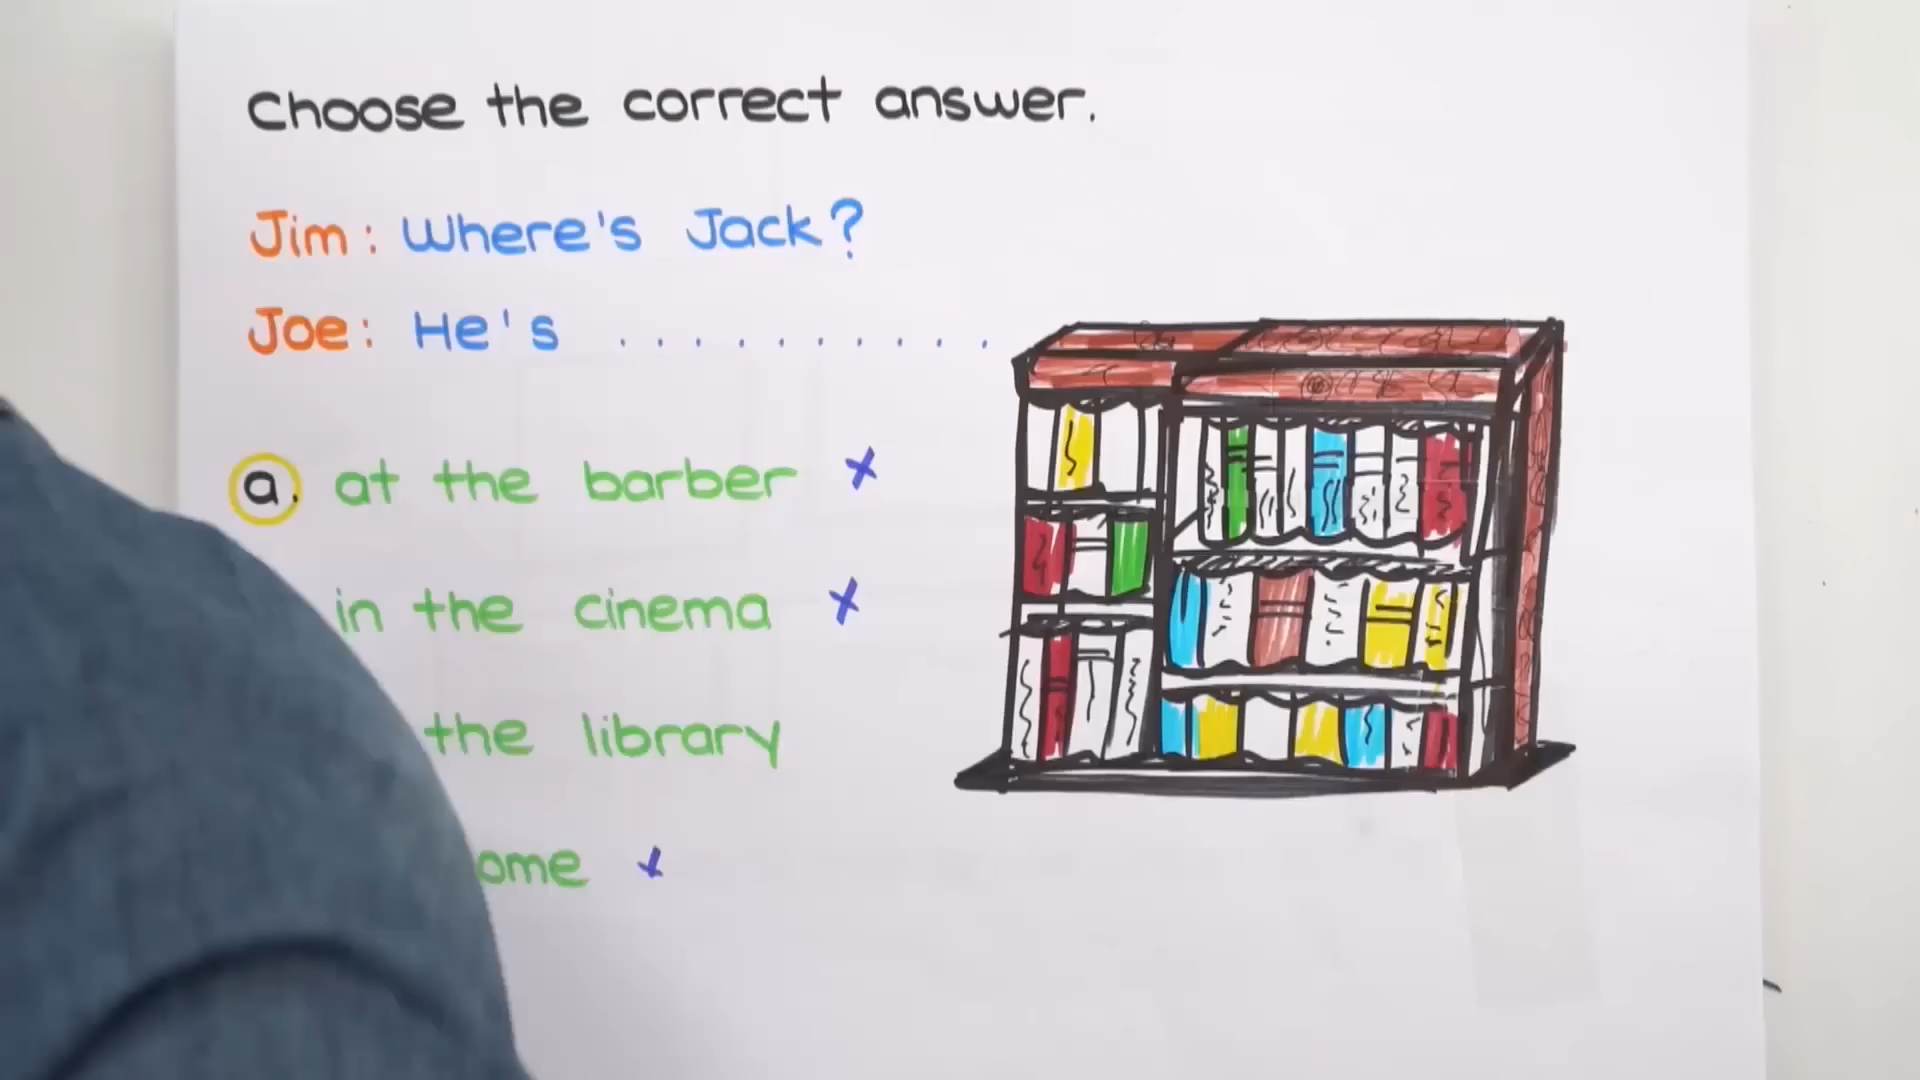 Choose the correct answer.
Jim: Where's Jack?
Joe: He's ...........
a. at the barber x
in the cinema x
the library
ome x